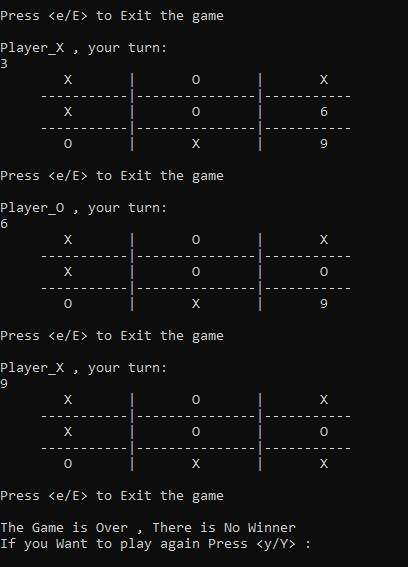 Press <e/E> to Exit the game
Player_X , your turn:
3
X | O | X
-----------|---------------|-----------
X | O | 6
-----------|---------------|-----------
O | X | 9
Press <e/E> to Exit the game
Player_O , your turn:
6
X | O | X
-----------|---------------|-----------
X | O | O
-----------|---------------|-----------
O | X | 9
Press <e/E> to Exit the game
Player_X , your turn:
9
X | O | X
-----------|---------------|-----------
X | O | O
-----------|---------------|-----------
O | X | X
Press <e/E> to Exit the game
The Game is Over , There is No Winner
If you Want to play again Press <y/Y> :